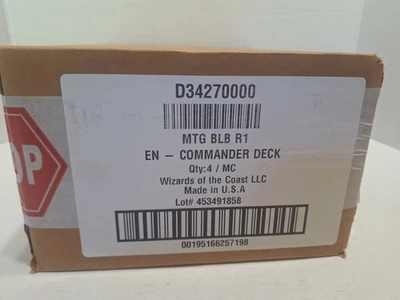 D34270000
MTG BLB R1
EN – COMMANDER DECK
Qty:4 / MC
Wizards of the Coast LLC
Made in U.S.A
Lot# 453491858
00195166257198
OP